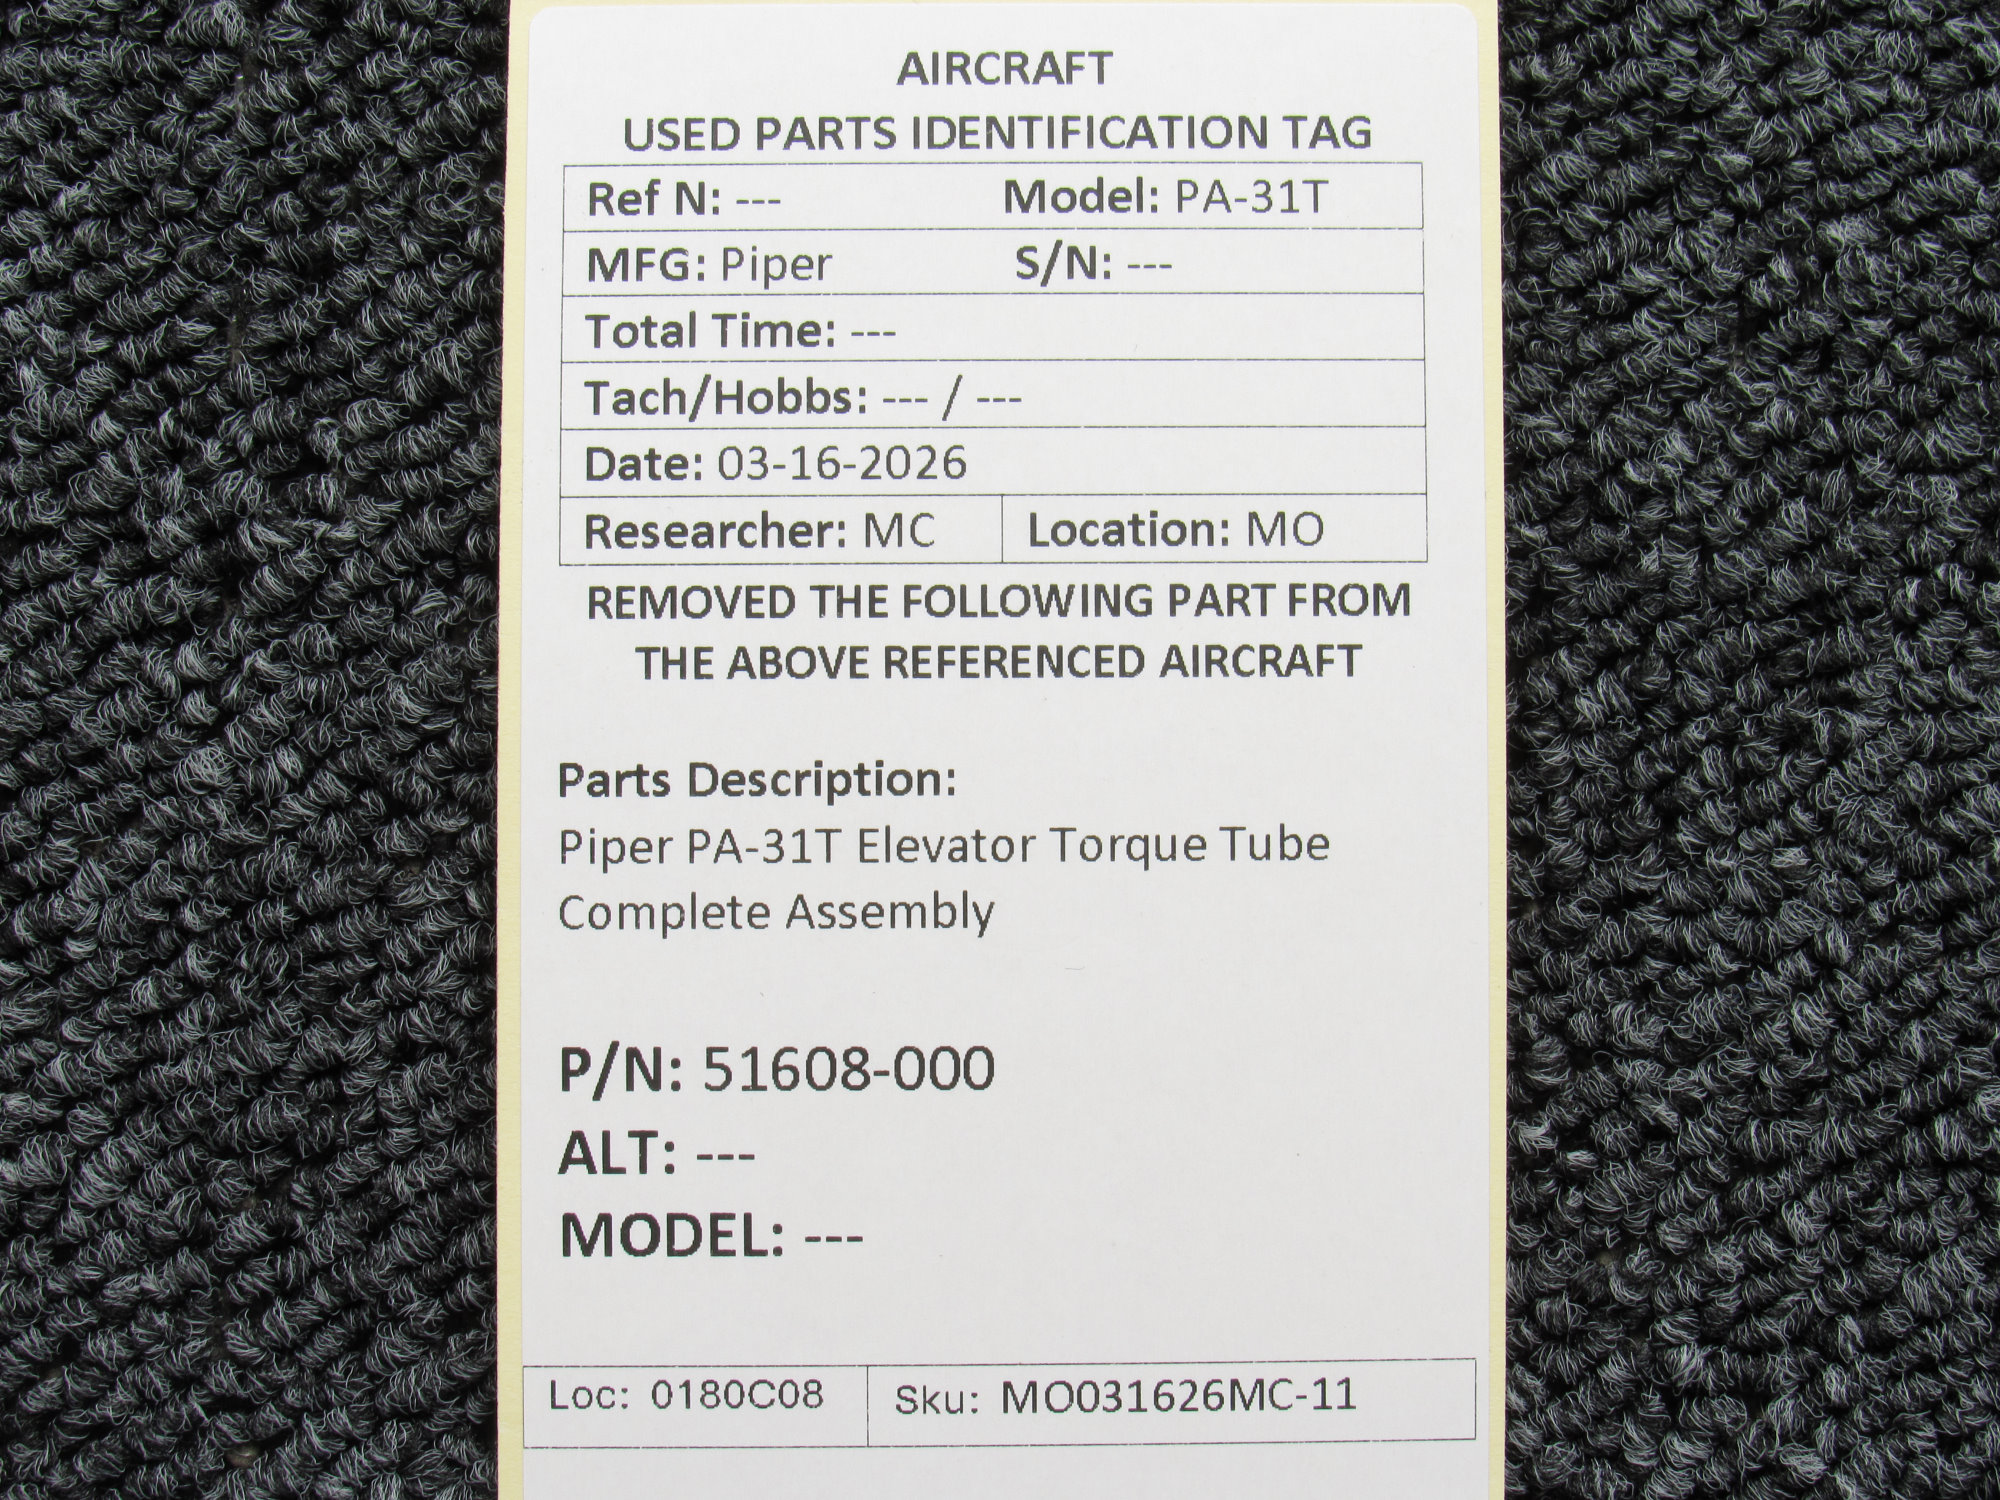 AIRCRAFT
USED PARTS IDENTIFICATION TAG
Ref N: --- Model: PA-31T
MFG: Piper S/N: ---
Total Time: ---
Tach/Hobbs: --- / ---
Date: 03-16-2026
Researcher: MC Location: MO
REMOVED THE FOLLOWING PART FROM
THE ABOVE REFERENCED AIRCRAFT
Parts Description:
Piper PA-31T Elevator Torque Tube
Complete Assembly
P/N: 51608-000
ALT: ---
MODEL: ---
Loc: 0180C08 Sku: MO031626MC-11